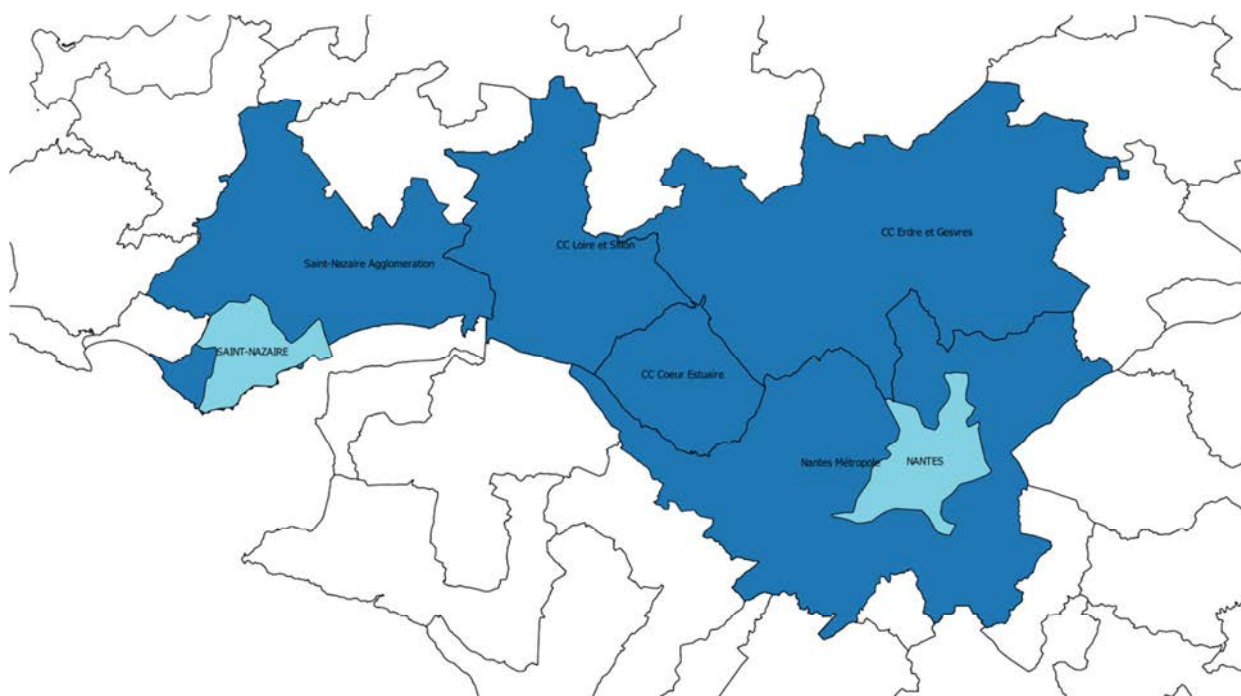 CC Erdre et Gesvres
CC Loire et Sillon
Saint-Nazaire Agglomeration
SAINT-NAZAIRE
CC Coeur Estuaire
Nantes Métropole
NANTES